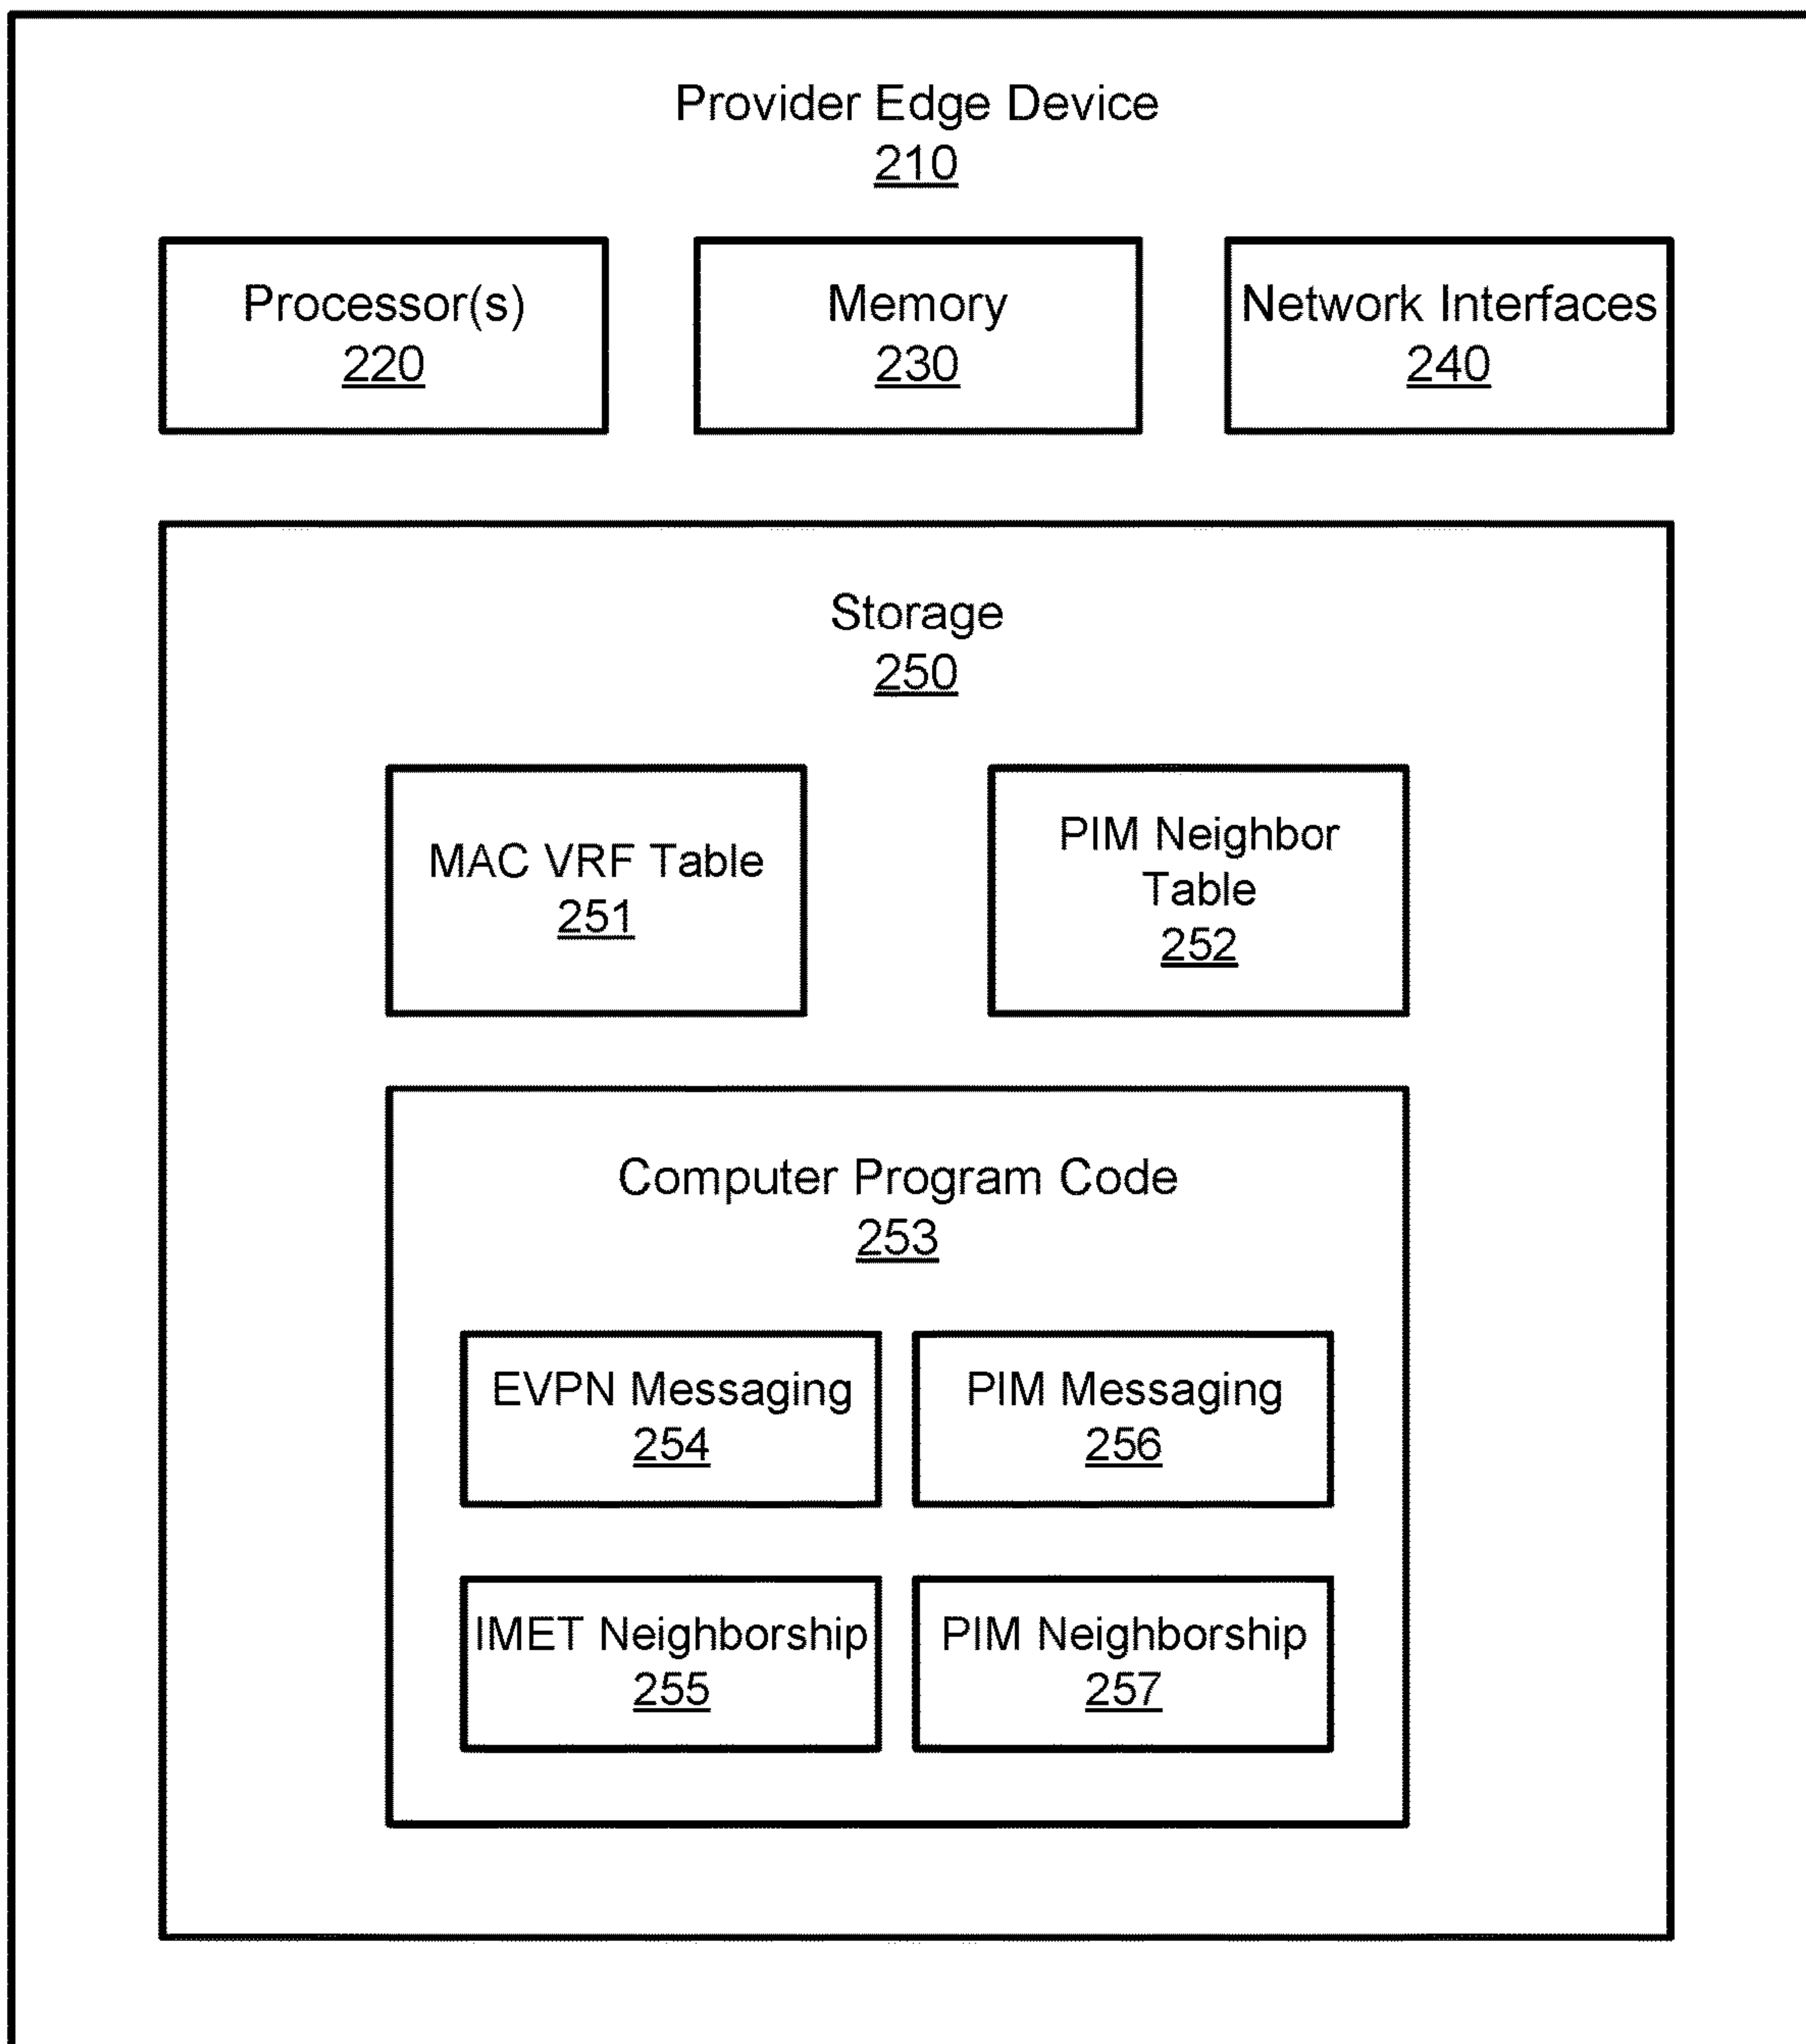 Provider Edge Device
210
Processor(s)
220
Memory
230
Network Interfaces
240
Storage
250
MAC VRF Table
251
PIM Neighbor
Table
252
Computer Program Code
253
EVPN Messaging
254
PIM Messaging
256
IMET Neighborship
255
PIM Neighborship
257